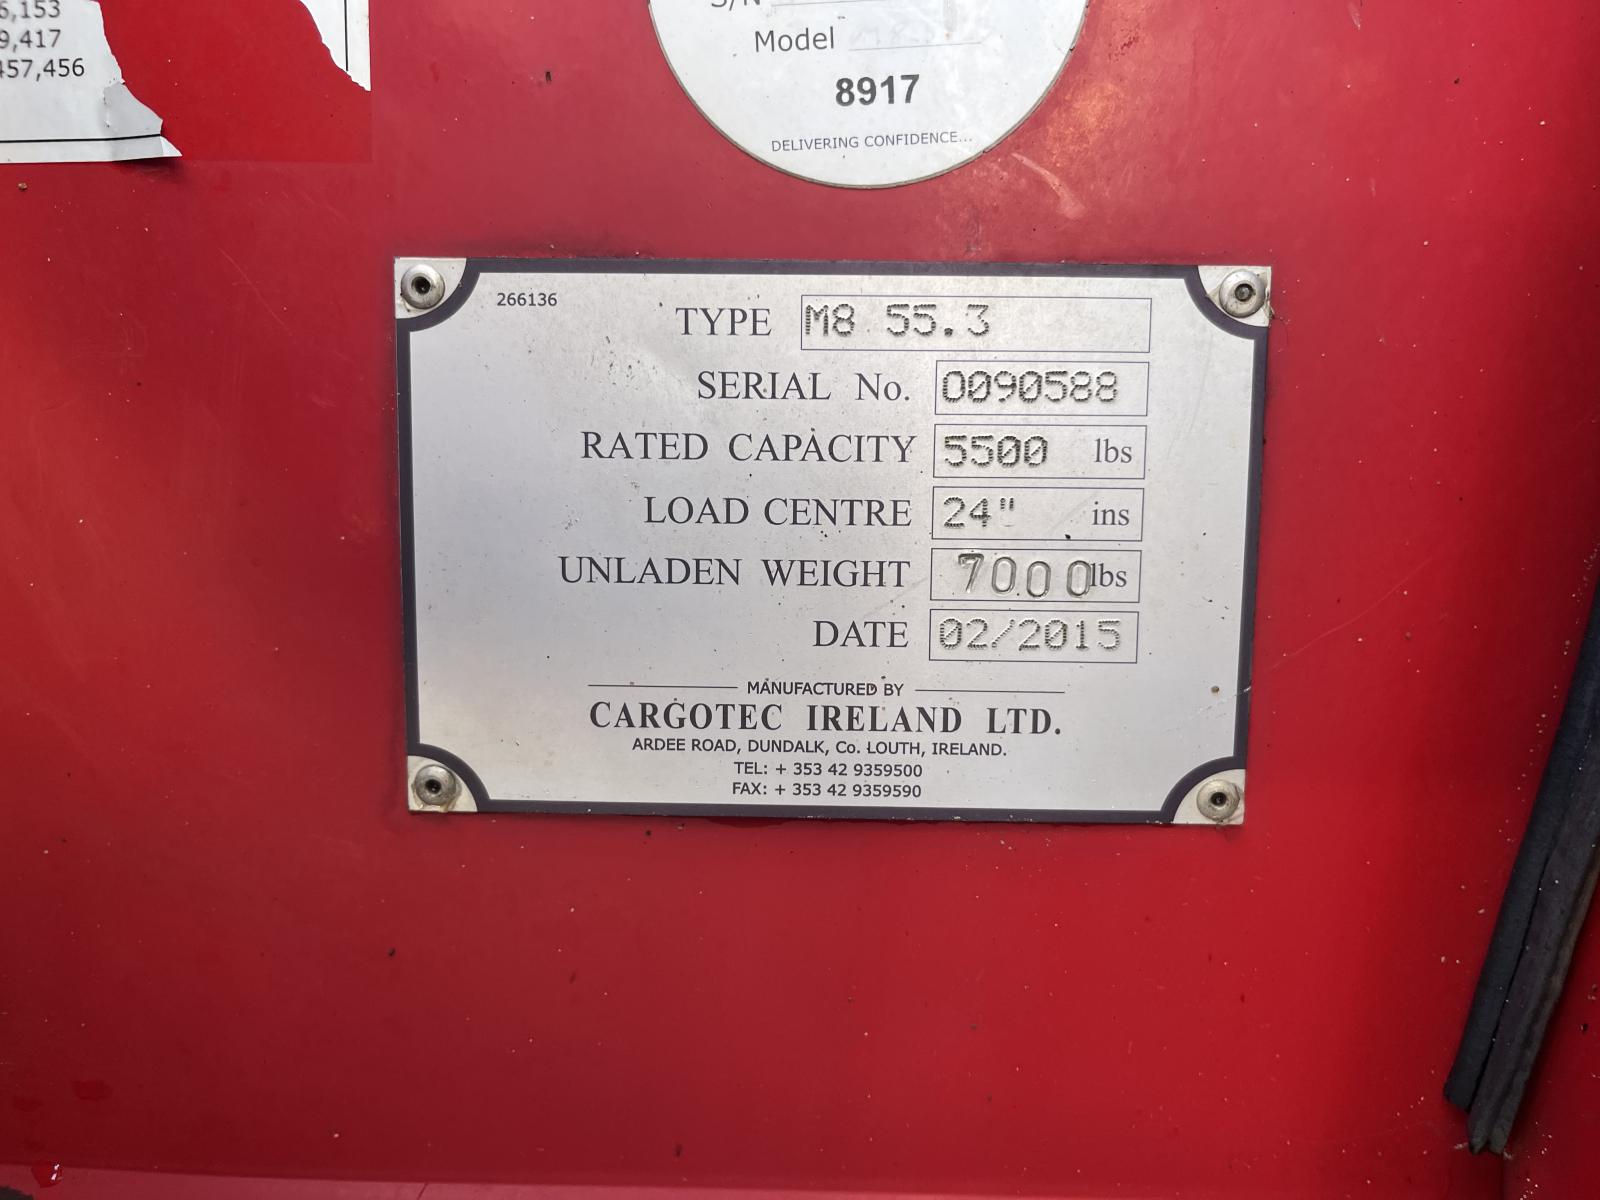 6,153
9,417
457,456
S/N
Model
8917
DELIVERING CONFIDENCE...
266136
TYPE M8 55.3
SERIAL No. 0090588
RATED CAPACITY 5500 lbs
LOAD CENTRE 24" ins
UNLADEN WEIGHT 7000 lbs
DATE 02/2015
MANUFACTURED BY
CARGOTEC IRELAND LTD.
ARDEE ROAD, DUNDALK, Co. LOUTH, IRELAND.
TEL: + 353 42 9359500
FAX: + 353 42 9359590